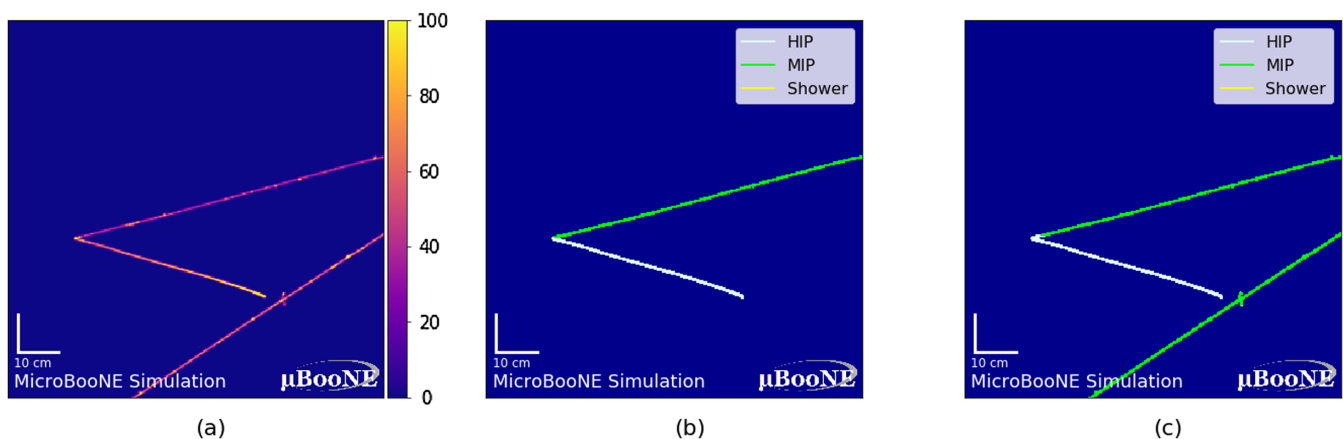 100
80
60
40
20
0
10 cm
MicroBooNE Simulation
μBooNE
(a)
HIP
MIP
Shower
10 cm
MicroBooNE Simulation
μBooNE
(b)
HIP
MIP
Shower
10 cm
MicroBooNE Simulation
μBooNE
(c)